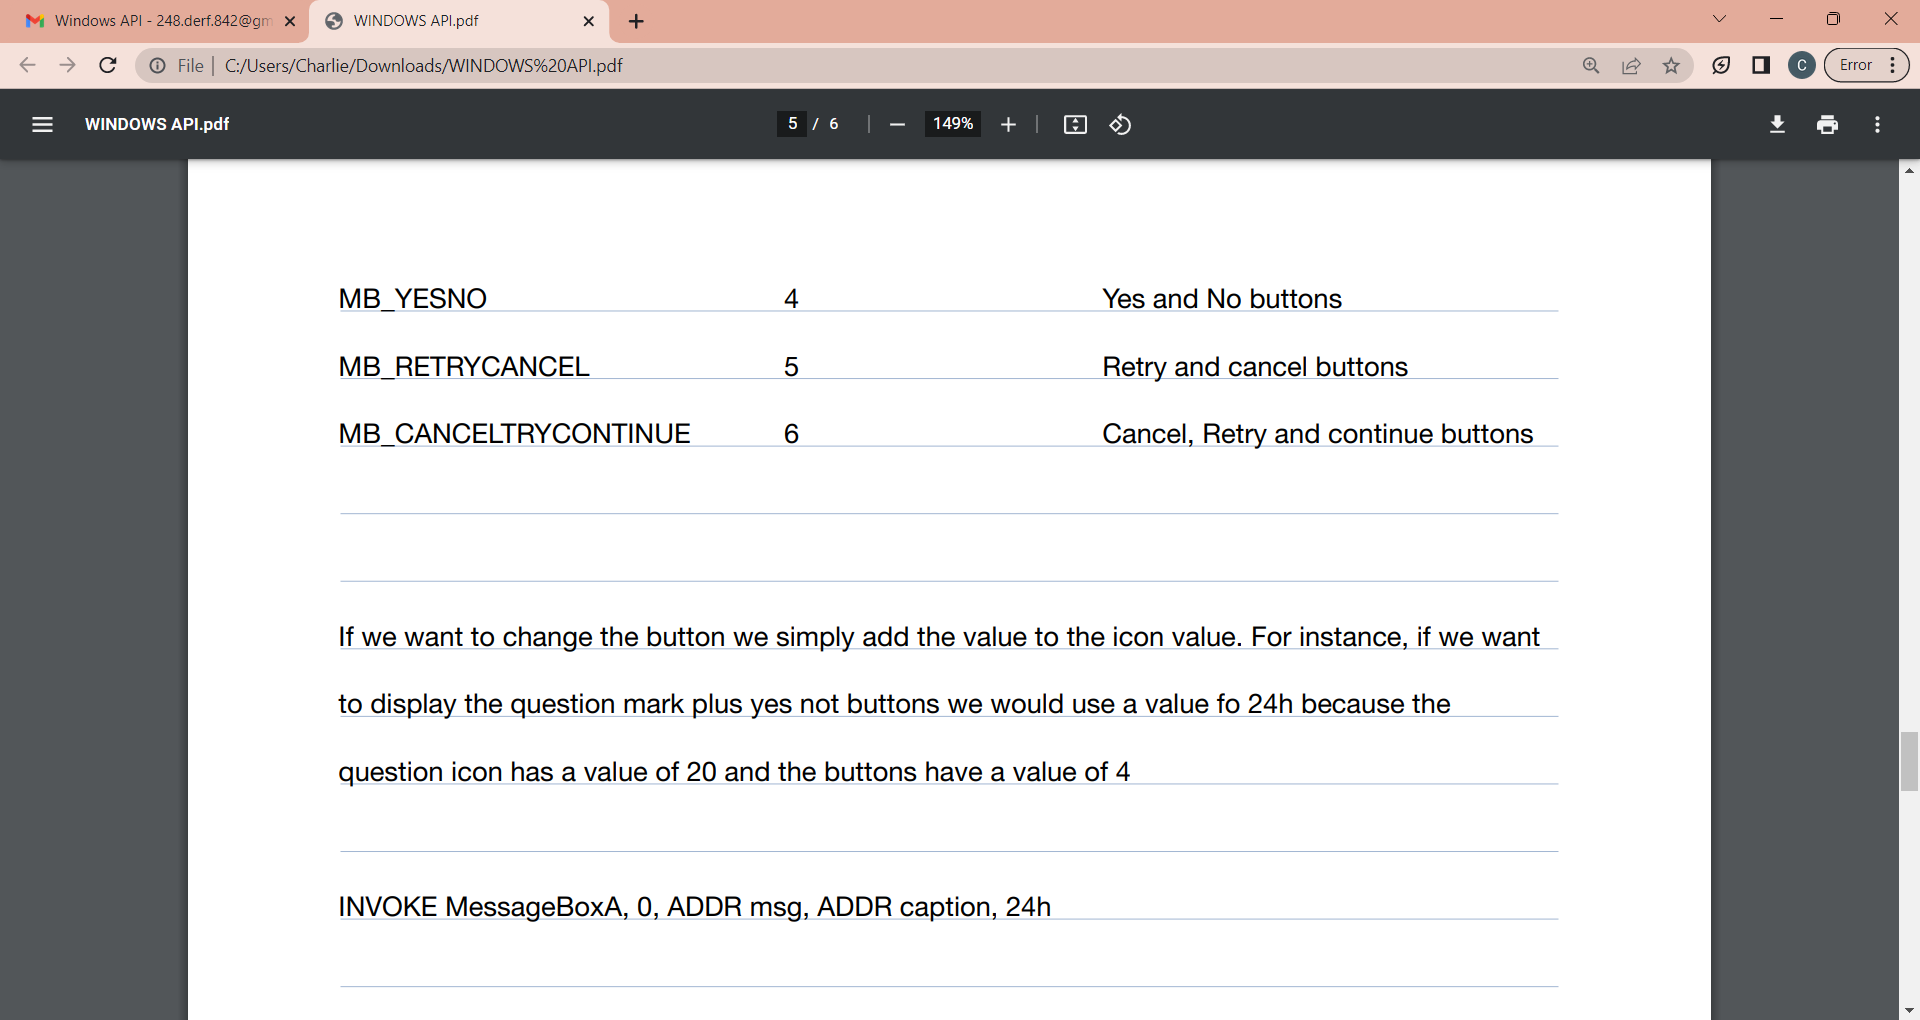 Windows API - 248.derf.842@gm
WINDOWS API.pdf
File | C:/Users/Charlie/Downloads/WINDOWS%20API.pdf
C
Error
WINDOWS API.pdf
5 / 6
149%
MB_YESNO 4 Yes and No buttons
MB_RETRYCANCEL 5 Retry and cancel buttons
MB_CANCELTRYCONTINUE 6 Cancel, Retry and continue buttons
If we want to change the button we simply add the value to the icon value. For instance, if we want
to display the question mark plus yes not buttons we would use a value fo 24h because the
question icon has a value of 20 and the buttons have a value of 4
INVOKE MessageBoxA, 0, ADDR msg, ADDR caption, 24h